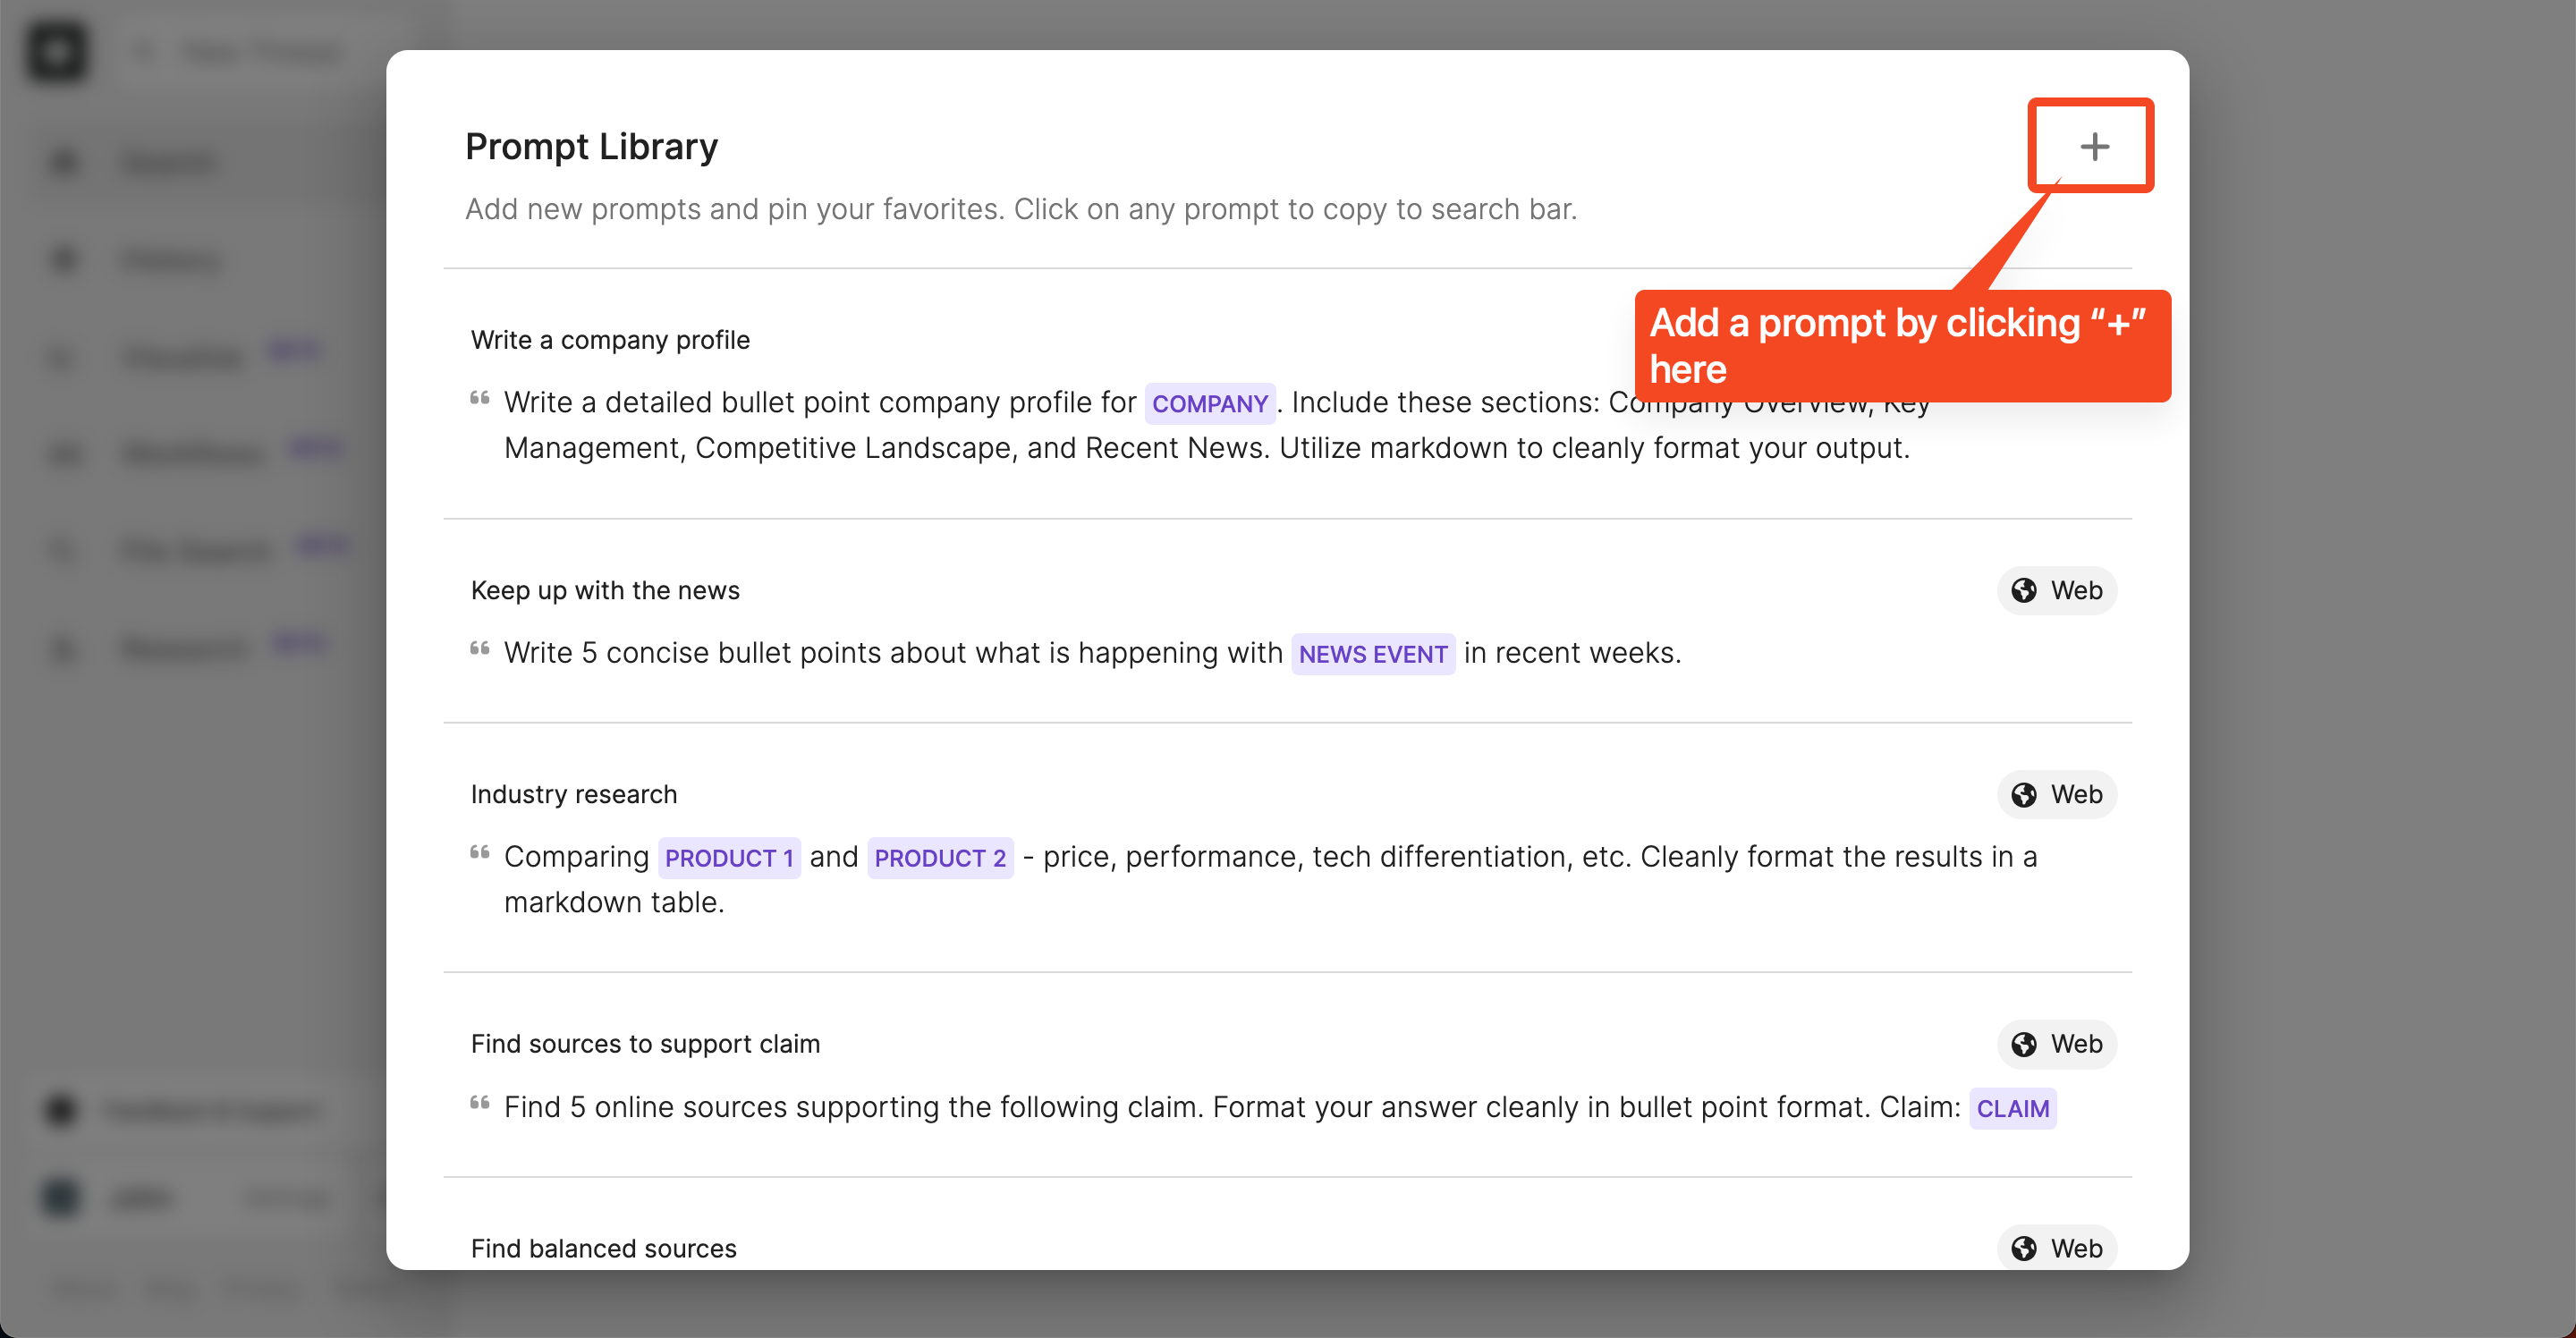 Prompt Library
Add new prompts and pin your favorites. Click on any prompt to copy to search bar.
Add a prompt by clicking “+”
here
Write a company profile
Write a detailed bullet point company profile for COMPANY. Include these sections: Company Overview, Key
Management, Competitive Landscape, and Recent News. Utilize markdown to cleanly format your output.
Keep up with the news
Web
Write 5 concise bullet points about what is happening with NEWS EVENT in recent weeks.
Industry research
Web
Comparing PRODUCT 1 and PRODUCT 2 - price, performance, tech differentiation, etc. Cleanly format the results in a
markdown table.
Find sources to support claim
Web
Find 5 online sources supporting the following claim. Format your answer cleanly in bullet point format. Claim: CLAIM
Find balanced sources
Web